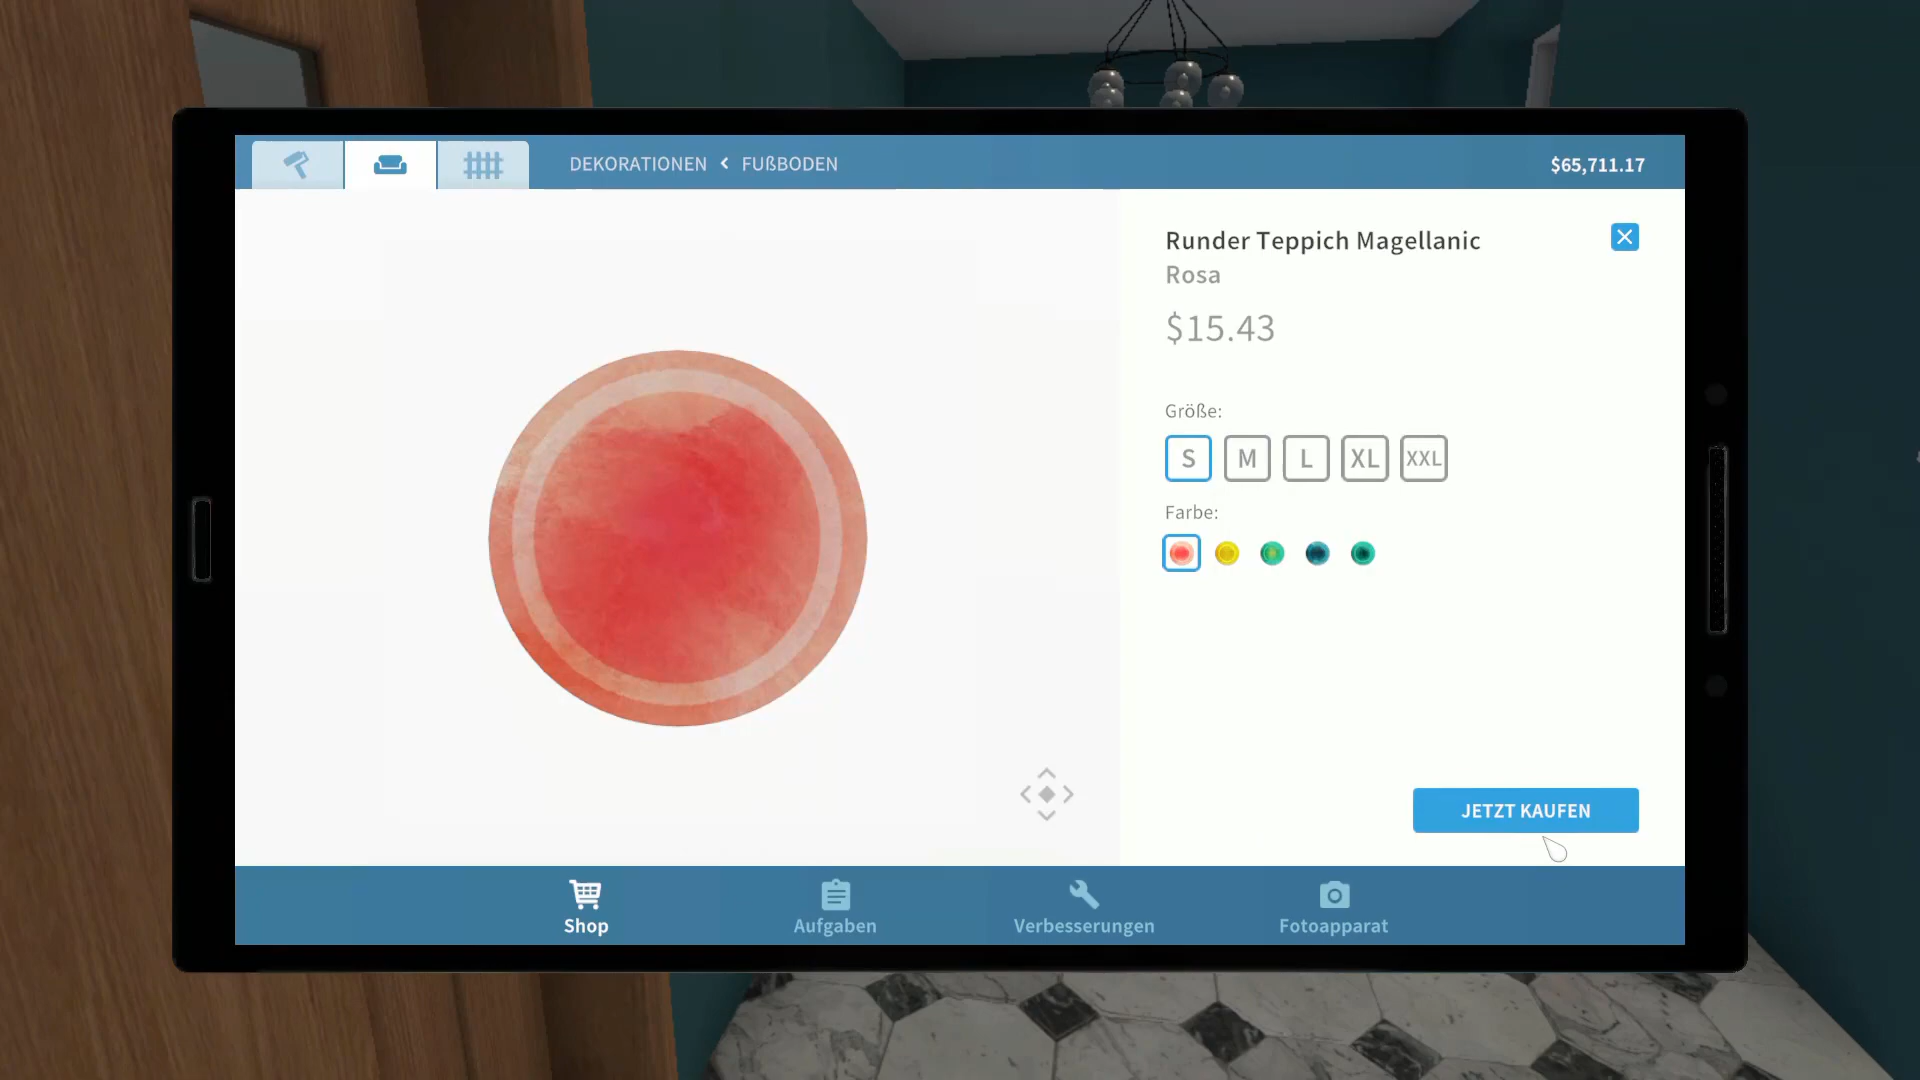 DEKORATIONEN < FUßBODEN
$65,711.17
Runder Teppich Magellanic
Rosa
$15.43
Größe:
S M L XL XXL
Farbe:
JETZT KAUFEN
Shop Aufgaben Verbesserungen Fotoapparat